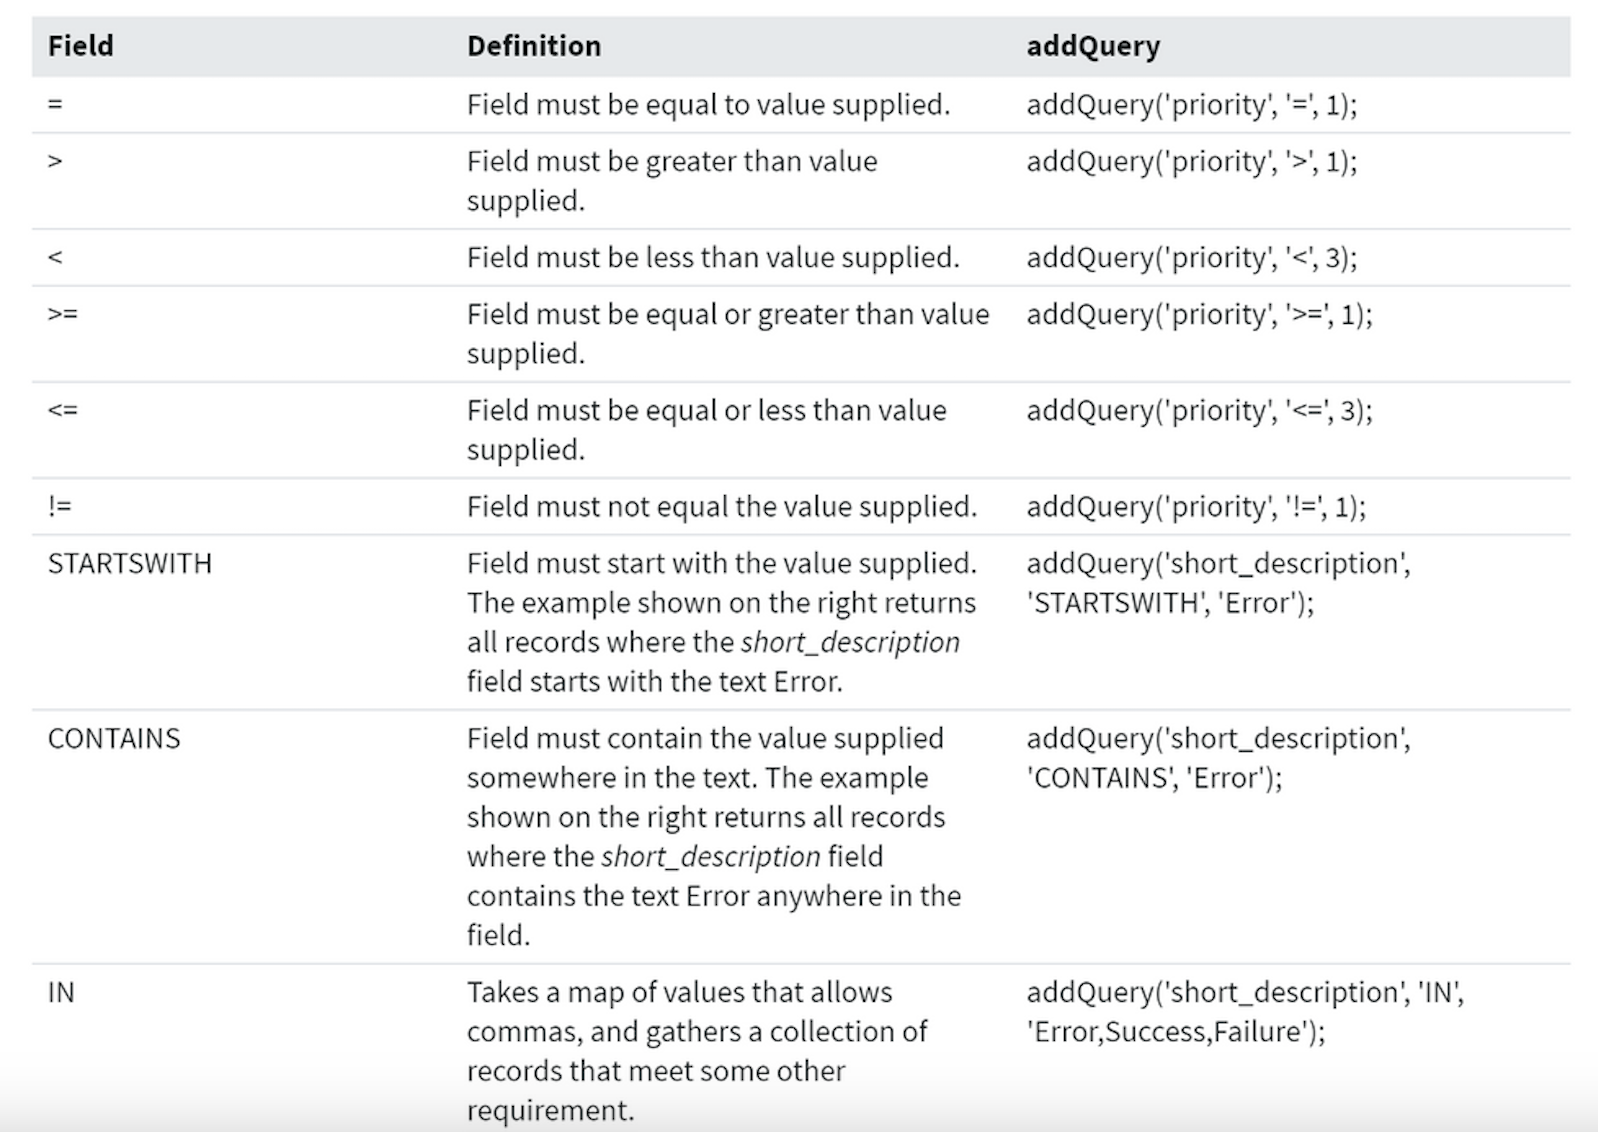 Field Definition addQuery
= Field must be equal to value supplied. addQuery('priority', '=', 1);
> Field must be greater than value addQuery('priority', '>', 1);
supplied.
< Field must be less than value supplied. addQuery('priority', '<', 3);
>= Field must be equal or greater than value addQuery('priority', '>=', 1);
supplied.
<= Field must be equal or less than value addQuery('priority', '<=', 3);
supplied.
!= Field must not equal the value supplied. addQuery('priority', '!=', 1);
STARTSWITH Field must start with the value supplied. addQuery('short_description',
The example shown on the right returns 'STARTSWITH', 'Error');
all records where the short_description
field starts with the text Error.
CONTAINS Field must contain the value supplied addQuery('short_description',
somewhere in the text. The example 'CONTAINS', 'Error');
shown on the right returns all records
where the short_description field
contains the text Error anywhere in the
field.
IN Takes a map of values that allows addQuery('short_description', 'IN',
commas, and gathers a collection of 'Error,Success,Failure');
records that meet some other
requirement.